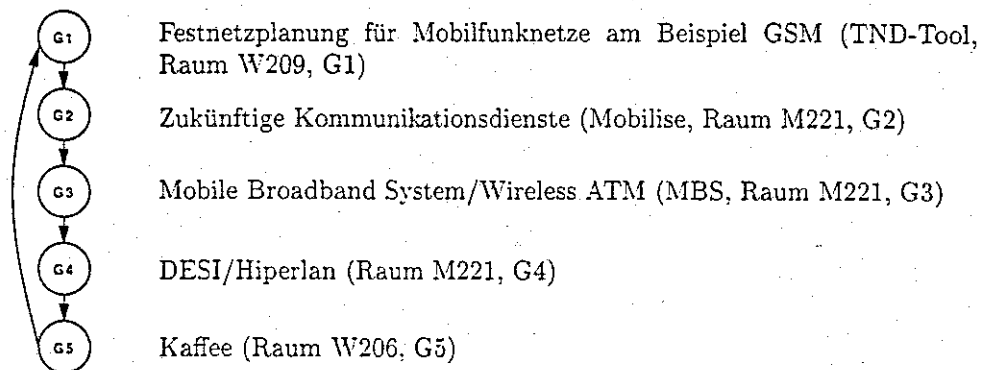 G1
Festnetzplanung für Mobilfunknetze am Beispiel GSM (TND-Tool,
Raum W209, G1)
G2
Zukünftige Kommunikationsdienste (Mobilise, Raum M221, G2)
G3
Mobile Broadband System/Wireless ATM (MBS, Raum M221, G3)
G4
DESI/Hiperlan (Raum M221, G4)
G5
Kaffee (Raum W206, G5)